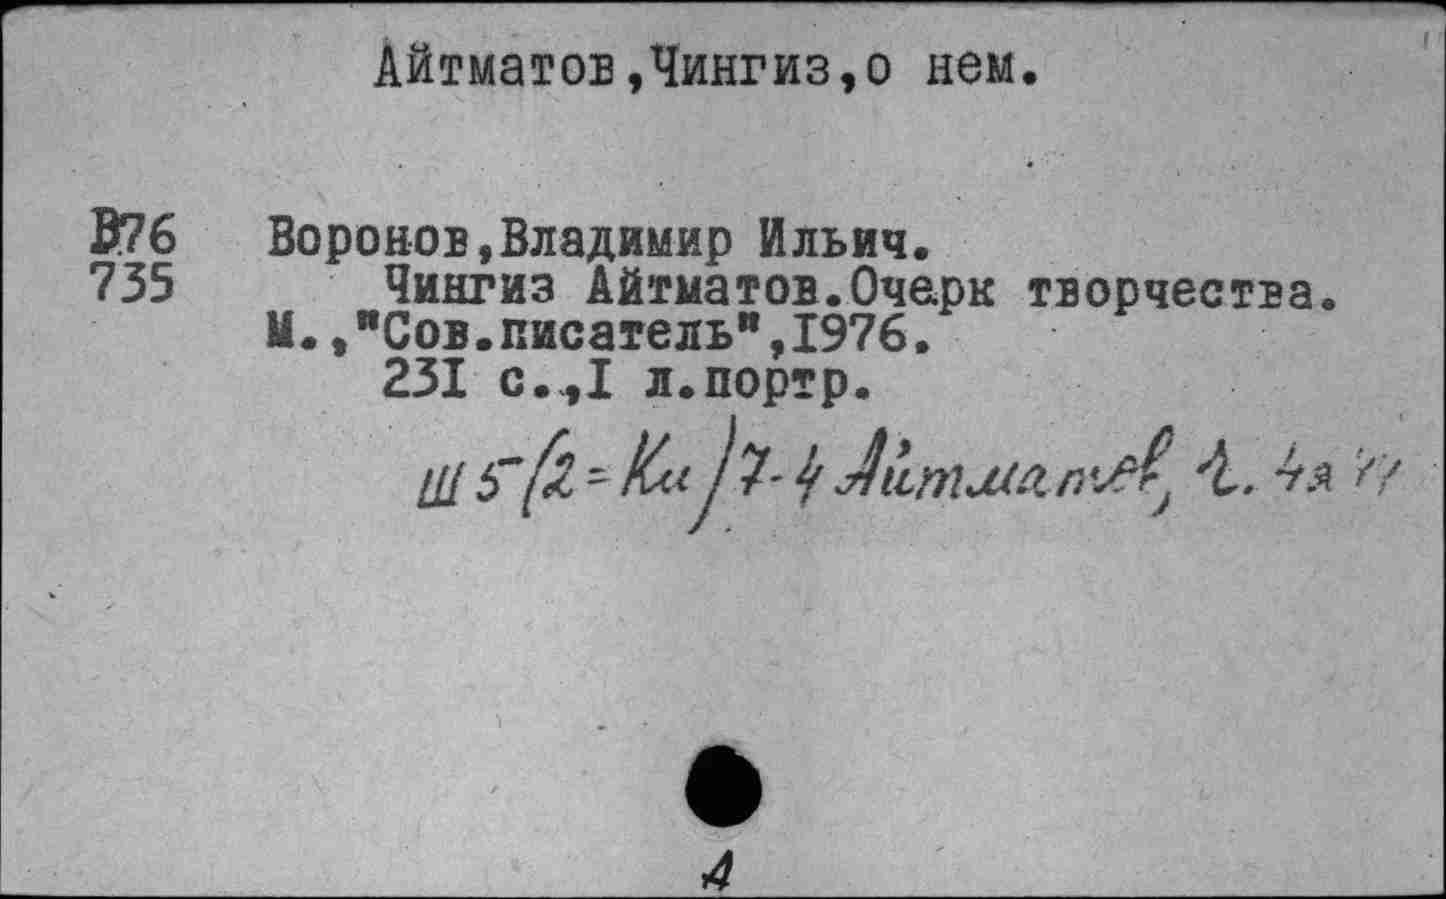 Айтматов,Чингиз,о нем.
В76 Воронов,Владимир Ильич.
735 Чингиз Айтматов.Очерк творчества.
М.,"Сов.писатель",1976.
231 с.,1 л.портр.
Ш5(2=Ки)7-4 Айтматов, Ч. 4я
4